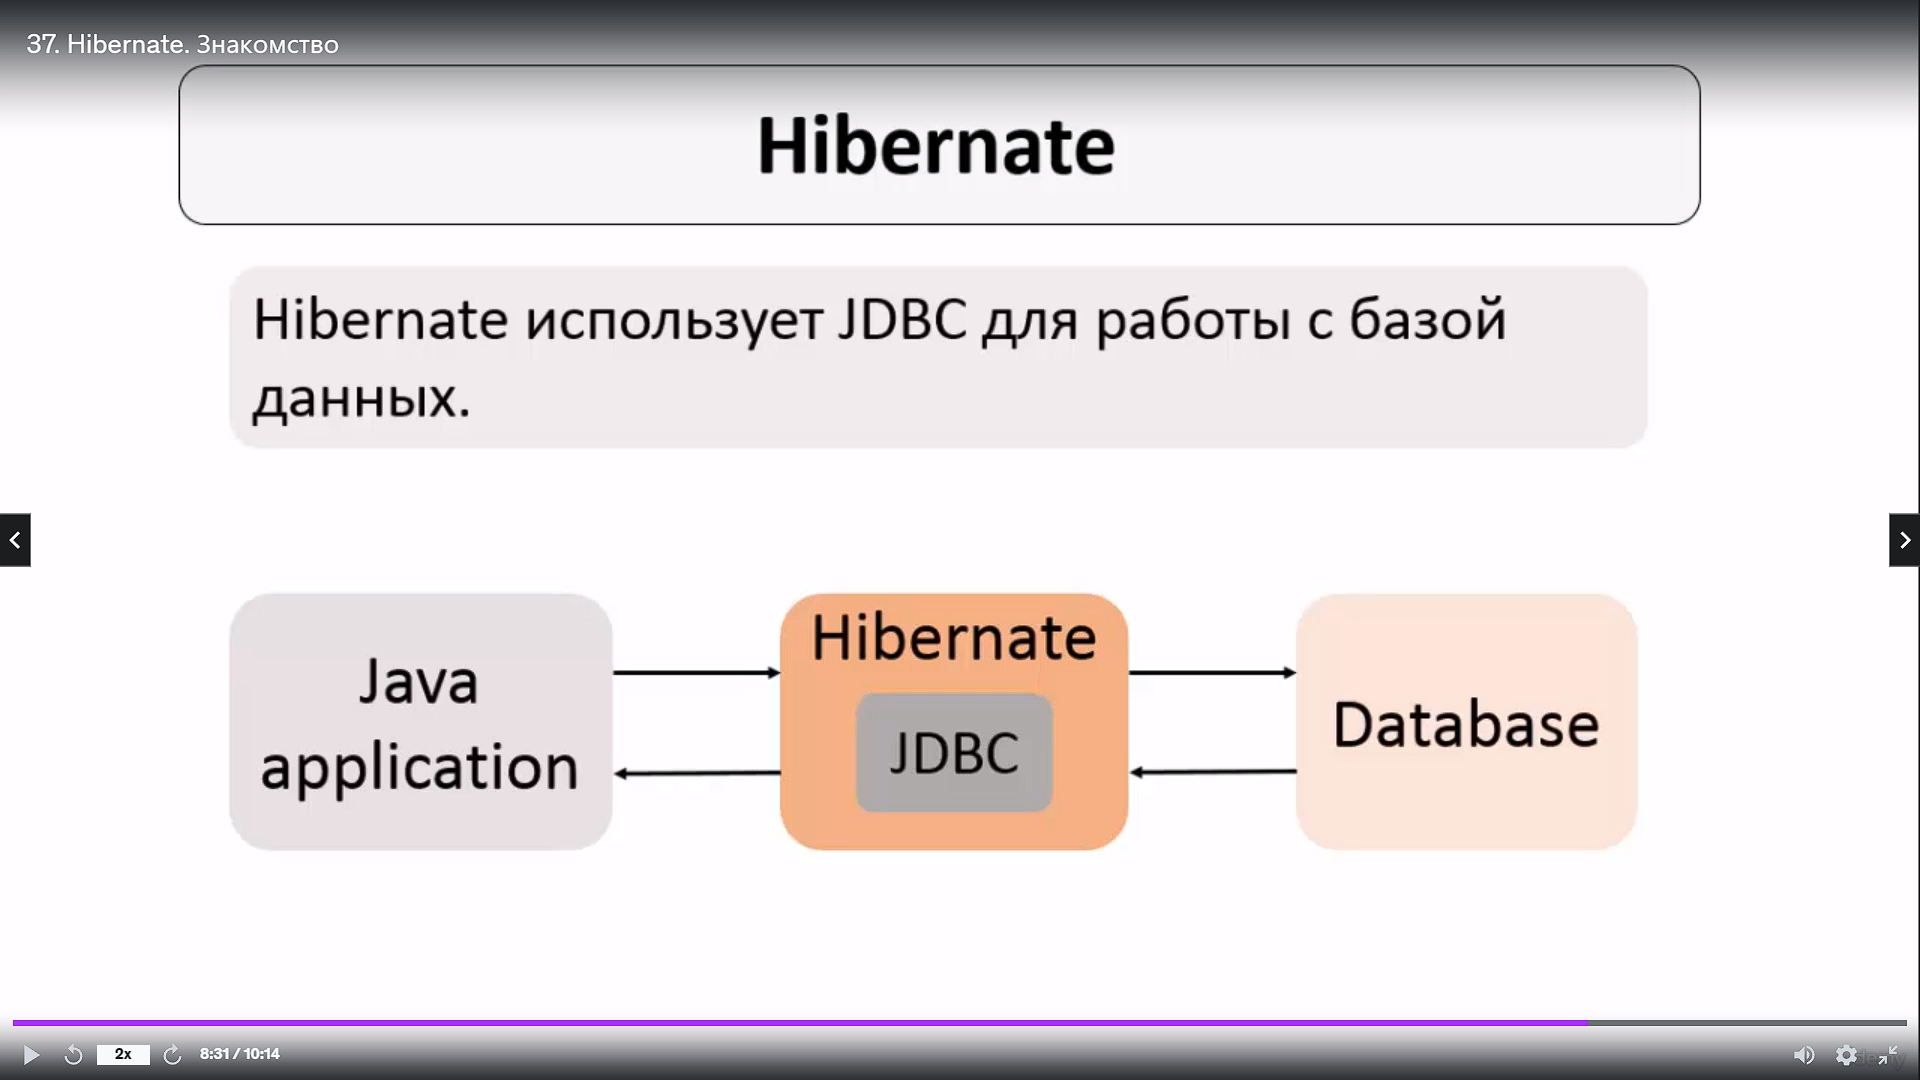 37. Hibernate. Знакомство
Hibernate
Hibernate использует JDBC для работы с базой
данных.
Java
application
Hibernate
JDBC
Database
2x
8:31 / 10:14